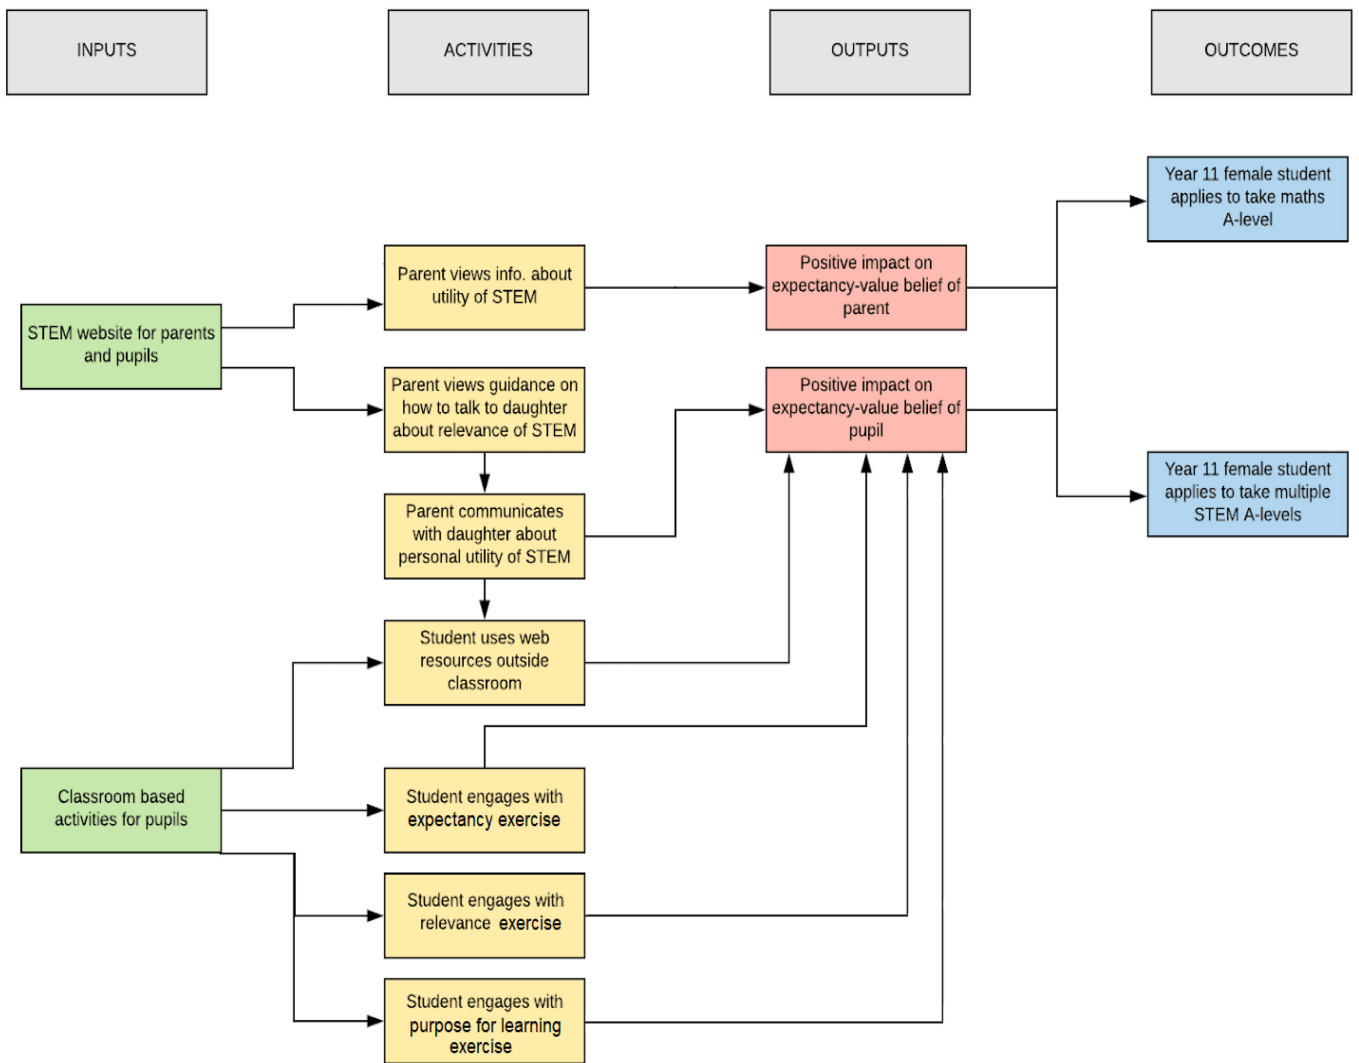 INPUTS
ACTIVITIES
OUTPUTS
OUTCOMES
STEM website for parents
and pupils
Classroom based
activities for pupils
Parent views info. about
utility of STEM
Parent views guidance on
how to talk to daughter
about relevance of STEM
Parent communicates
with daughter about
personal utility of STEM
Student uses web
resources outside
classroom
Student engages with
expectancy exercise
Student engages with
relevance exercise
Student engages with
purpose for learning
exercise
Positive impact on
expectancy-value belief of
parent
Positive impact on
expectancy-value belief of
pupil
Year 11 female student
applies to take maths
A-level
Year 11 female student
applies to take multiple
STEM A-levels